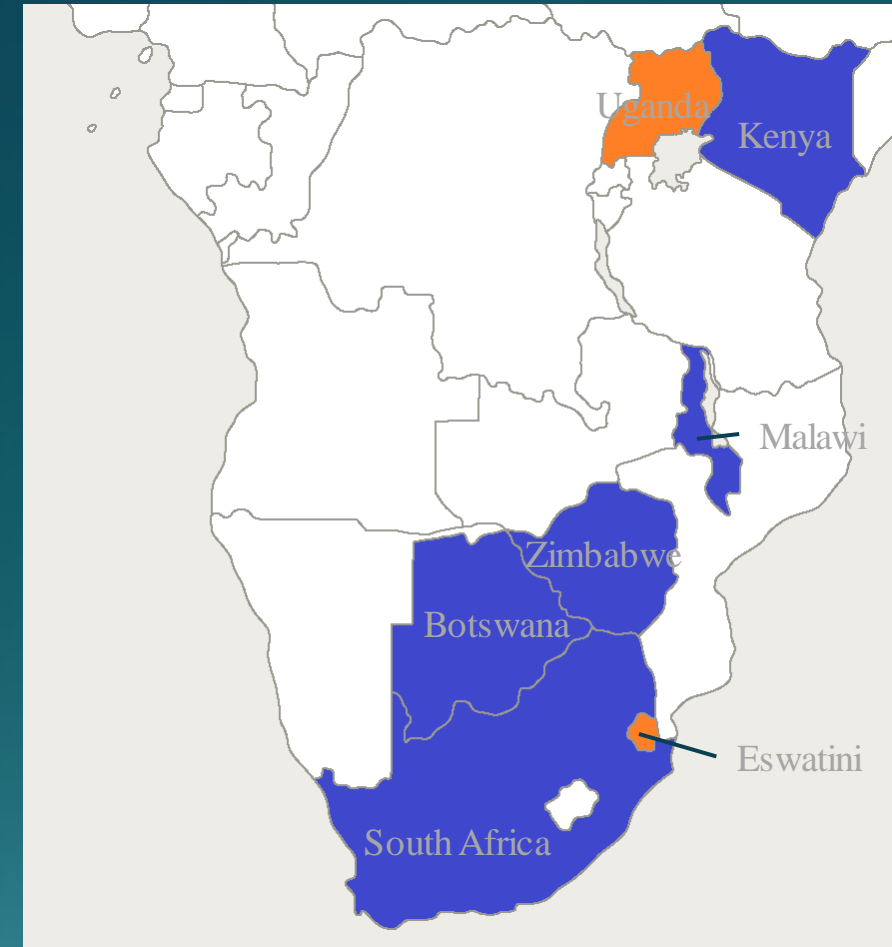 Uganda
Kenya
Malawi
Zimbabwe
Botswana
Eswatini
South Africa